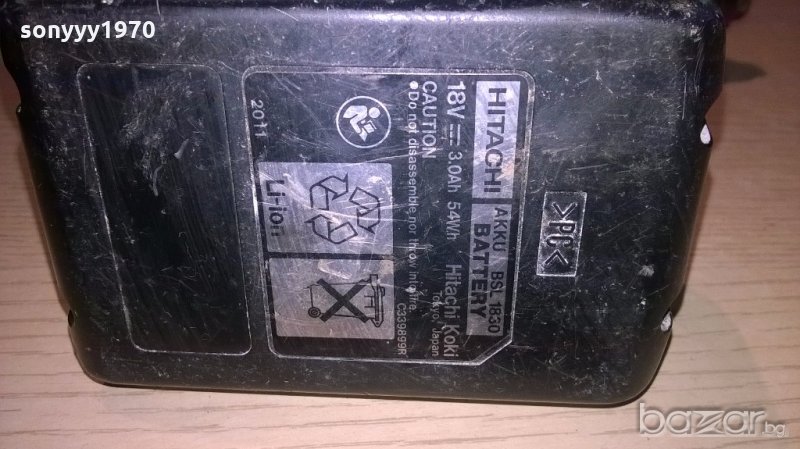 sonyyy1970
HITACHI AKKU BSL 1830
BATTERY
18V 3.0Ah 54Wh Hitachi Koki
Tokyo, Japan
CAUTION
●Do not disassemble nor throw into fire.
C339899R
Li-ion
2011
>PC<
bazar.bg